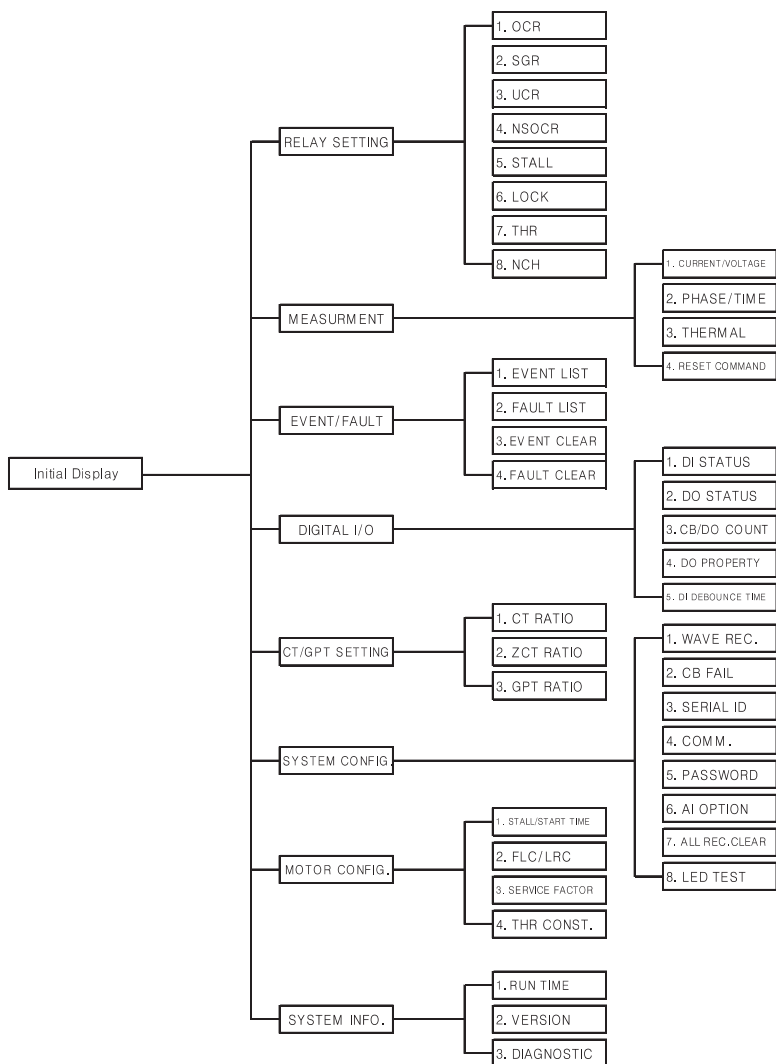 Initial Display
RELAY SETTING
1. OCR
2. SGR
3. UCR
4. NSOCR
5. STALL
6. LOCK
7. THR
8. NCH
MEASURMENT
1. CURRENT/VOLTAGE
2. PHASE/TIME
3. THERMAL
4. RESET COMMAND
EVENT/FAULT
1. EVENT LIST
2. FAULT LIST
3. EVENT CLEAR
4. FAULT CLEAR
DIGITAL I/O
1. DI STATUS
2. DO STATUS
3. CB/DO COUNT
4. DO PROPERTY
5. DI DEBOUNCE TIME
CT/GPT SETTING
1. CT RATIO
2. ZCT RATIO
3. GPT RATIO
SYSTEM CONFIG.
1. WAVE REC.
2. CB FAIL
3. SERIAL ID
4. COMM.
5. PASSWORD
6. AI OPTION
7. ALL REC.CLEAR
8. LED TEST
MOTOR CONFIG.
1. STALL/START TIME
2. FLC/LRC
3. SERVICE FACTOR
4. THR CONST.
SYSTEM INFO.
1. RUN TIME
2. VERSION
3. DIAGNOSTIC